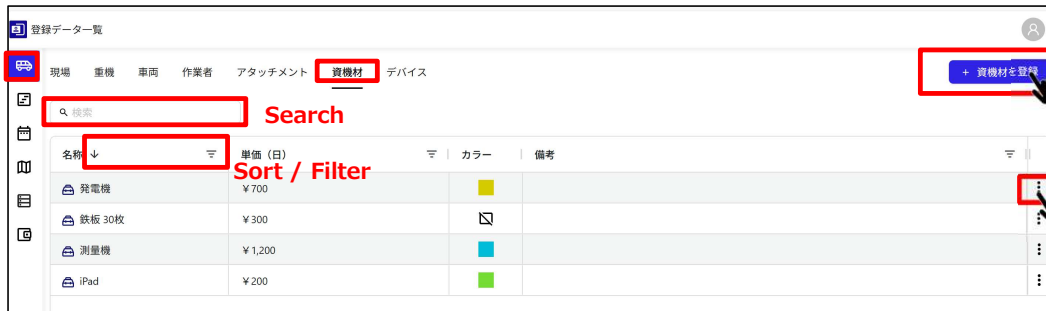 登録データ一覧
現場 重機 車両 作業者 アタッチメント 資機材 デバイス
+ 資機材を登録
検索
Search
名称 ↓ 単価（日） カラー 備考
Sort / Filter
発電機 ￥700
鉄板 30枚 ￥300
測量機 ￥1,200
iPad ￥200